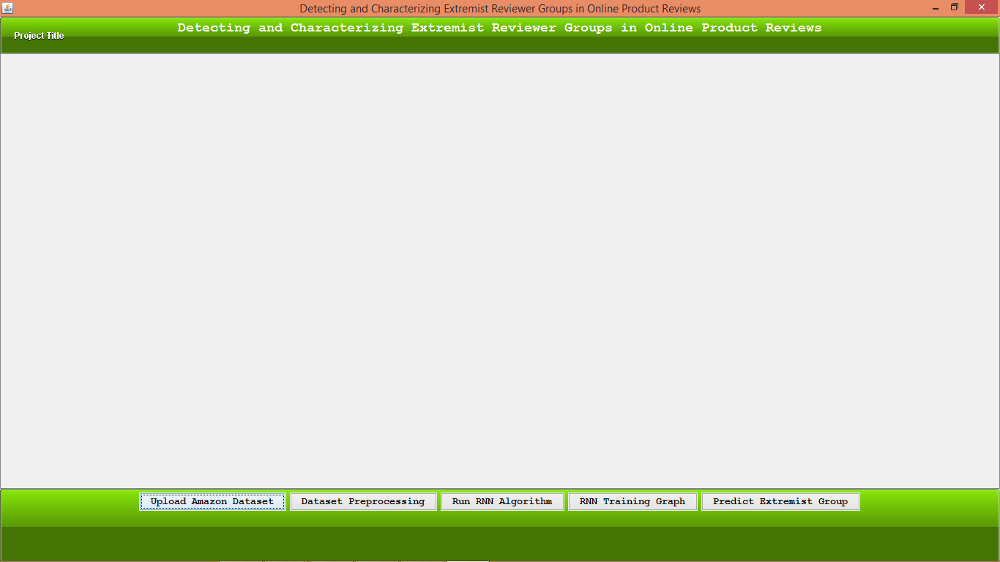 Detecting and Characterizing Extremist Reviewer Groups in Online Product Reviews
Project Title
Detecting and Characterizing Extremist Reviewer Groups in Online Product Reviews
Upload Amazon Dataset
Dataset Preprocessing
Run RNN Algorithm
RNN Training Graph
Predict Extremist Group